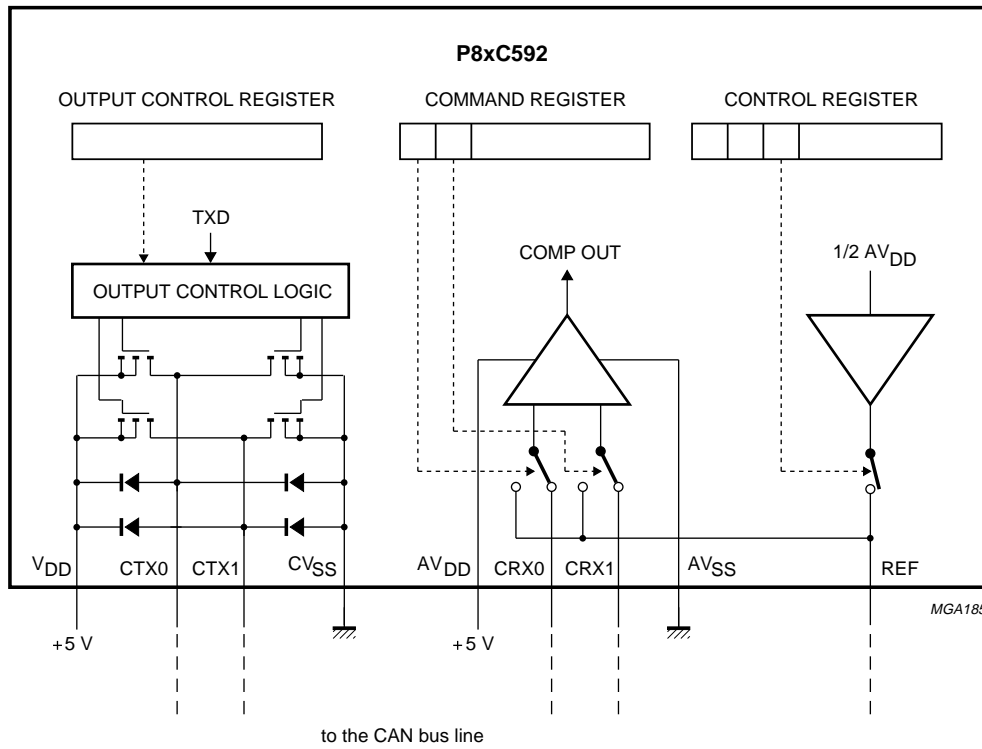 P8xC592
OUTPUT CONTROL REGISTER COMMAND REGISTER CONTROL REGISTER
TXD
COMP OUT 1/2 AVDD
OUTPUT CONTROL LOGIC
VDD CTX0 CTX1 CVSS AVDD CRX0 CRX1 AVSS REF
MGA185
+5 V +5 V
to the CAN bus line